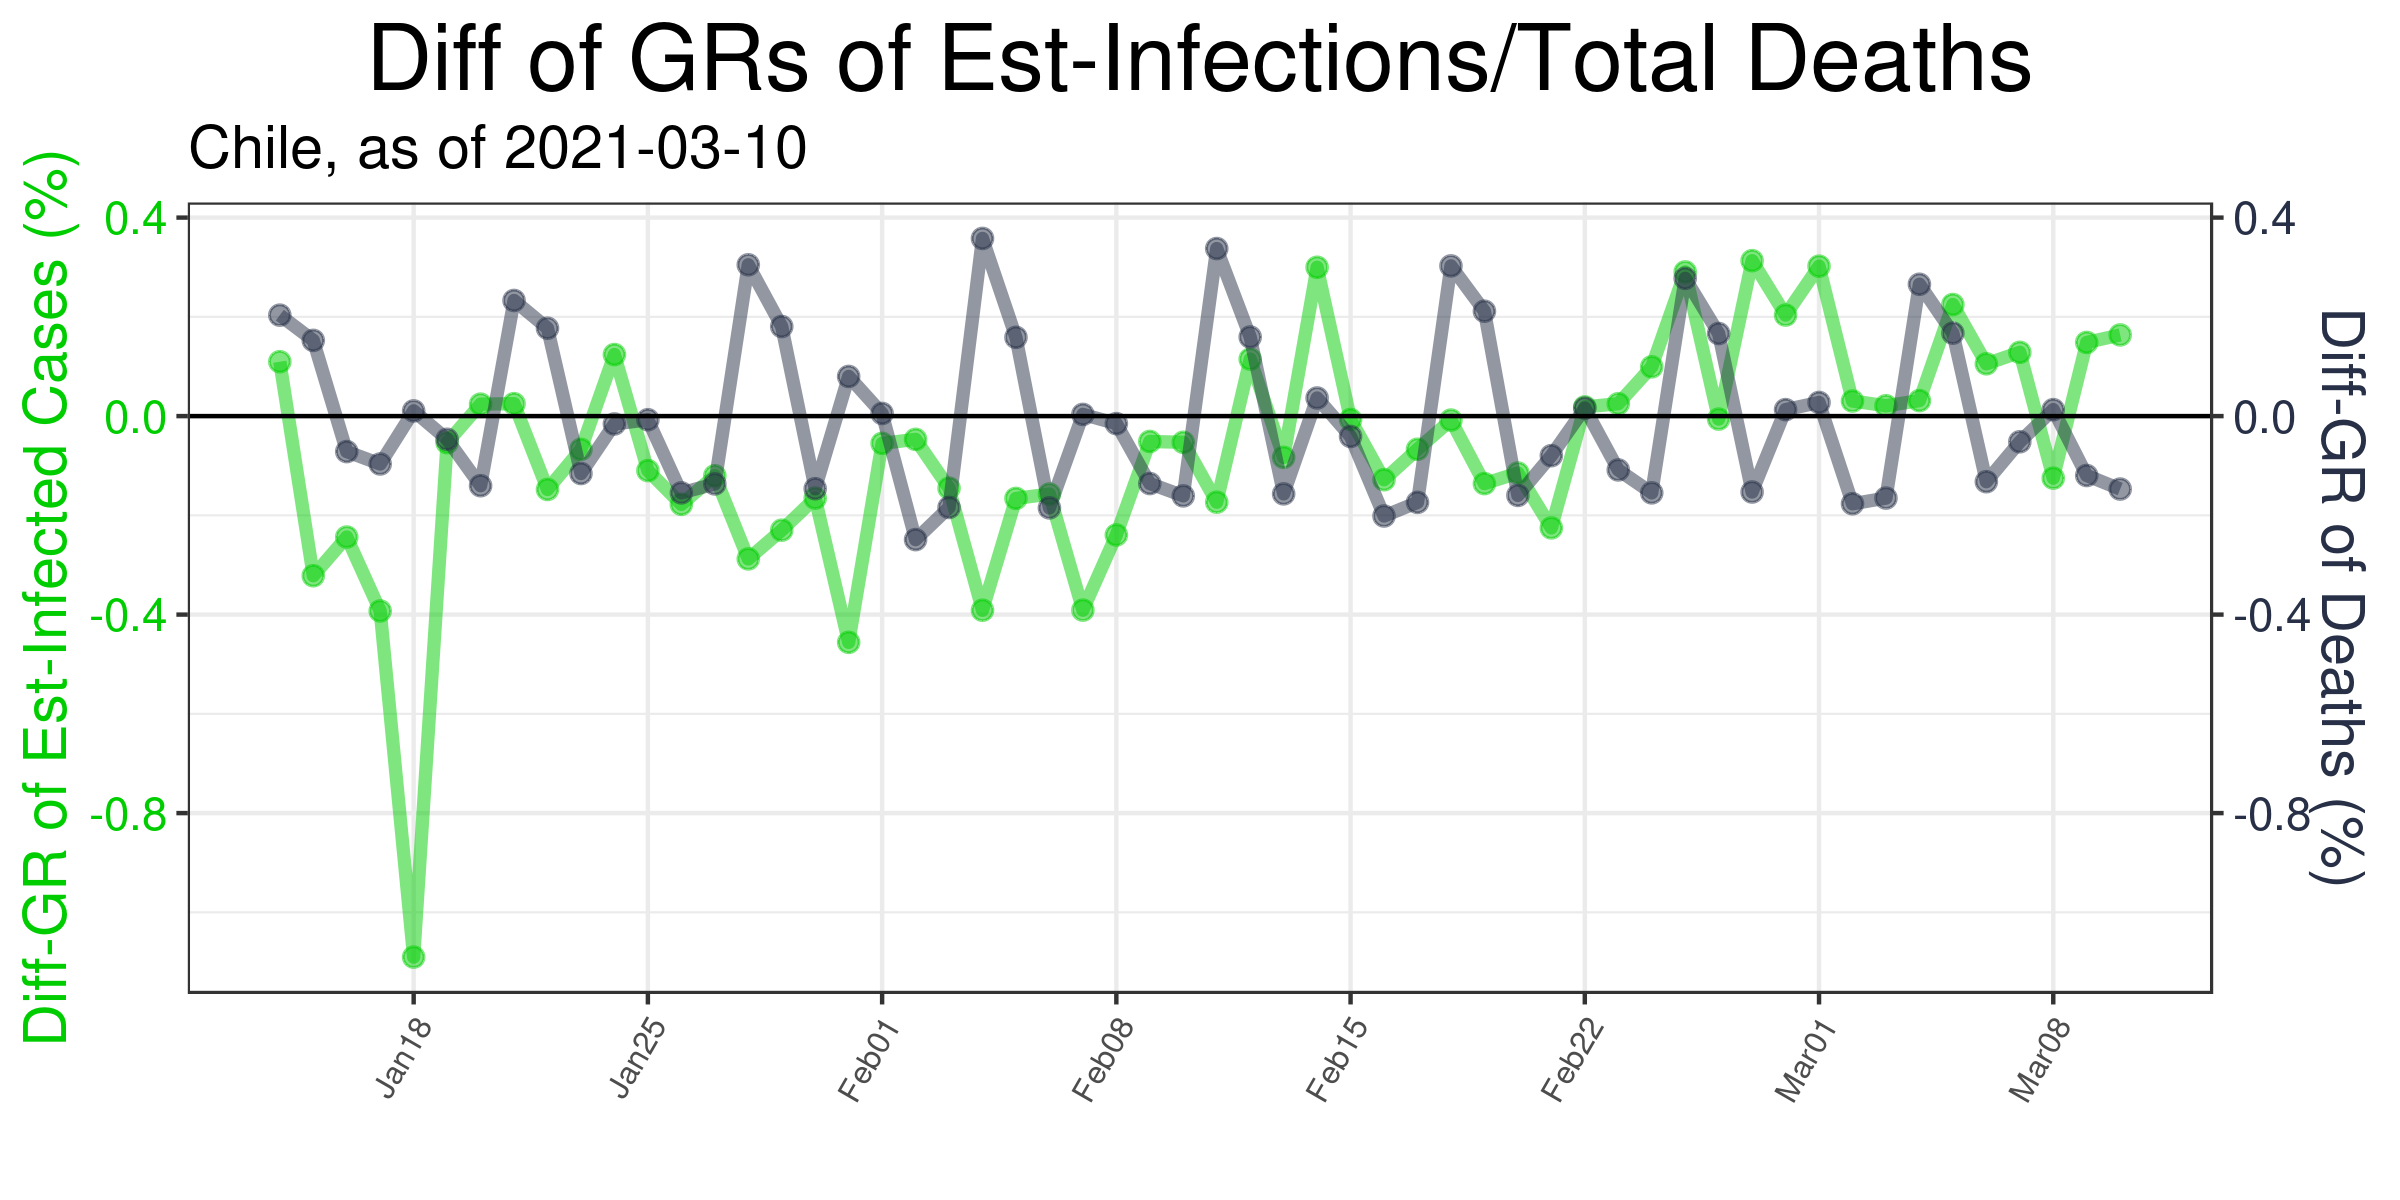 Diff of GRs of Est-Infections/Total Deaths
Chile, as of 2021-03-10
Diff-GR of Est-Infected Cases (%)
0.4
0.0
-0.4
-0.8
0.4
0.0
-0.4
-0.8
Diff-GR of Deaths (%)
Jan18
Jan25
Feb01
Feb08
Feb15
Feb22
Mar01
Mar08